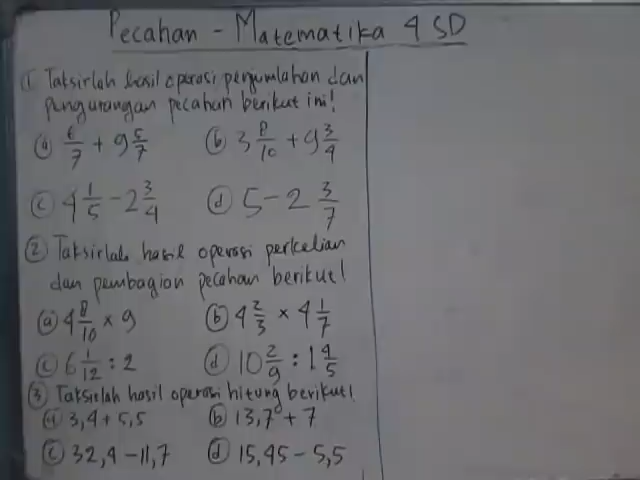 Pecahan - Matematika 4 SD
① Taksirlah hasil operasi penjumlahan dan
pengurangan pecahan berikut ini!
ⓐ 6/7 + 9 5/7 ⓑ 3 8/10 + 9 3/4
ⓒ 4 1/5 - 2 3/4 ⓓ 5 - 2 3/7
② Taksirlah hasil operasi perkalian
dan pembagian pecahan berikut!
ⓐ 4 8/10 × 9 ⓑ 4 2/3 × 4 1/7
ⓒ 6 1/12 : 2 ⓓ 10 2/9 : 1 4/5
③ Taksirlah hasil operasi hitung berikut!
ⓐ 3,4 + 5,5 ⓑ 13,7 + 7
ⓒ 32,4 - 11,7 ⓓ 15,45 - 5,5